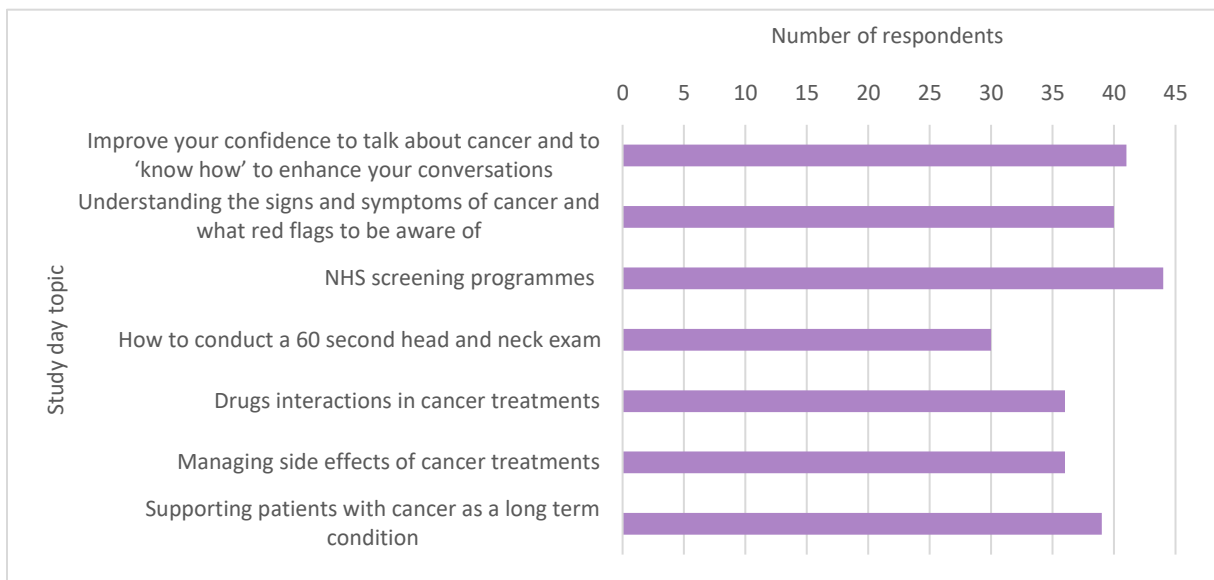 Number of respondents
0 5 10 15 20 25 30 35 40 45
Improve your confidence to talk about cancer and to
‘know how’ to enhance your conversations
Understanding the signs and symptoms of cancer and
what red flags to be aware of
NHS screening programmes
How to conduct a 60 second head and neck exam
Drugs interactions in cancer treatments
Managing side effects of cancer treatments
Supporting patients with cancer as a long term
condition
Study day topic